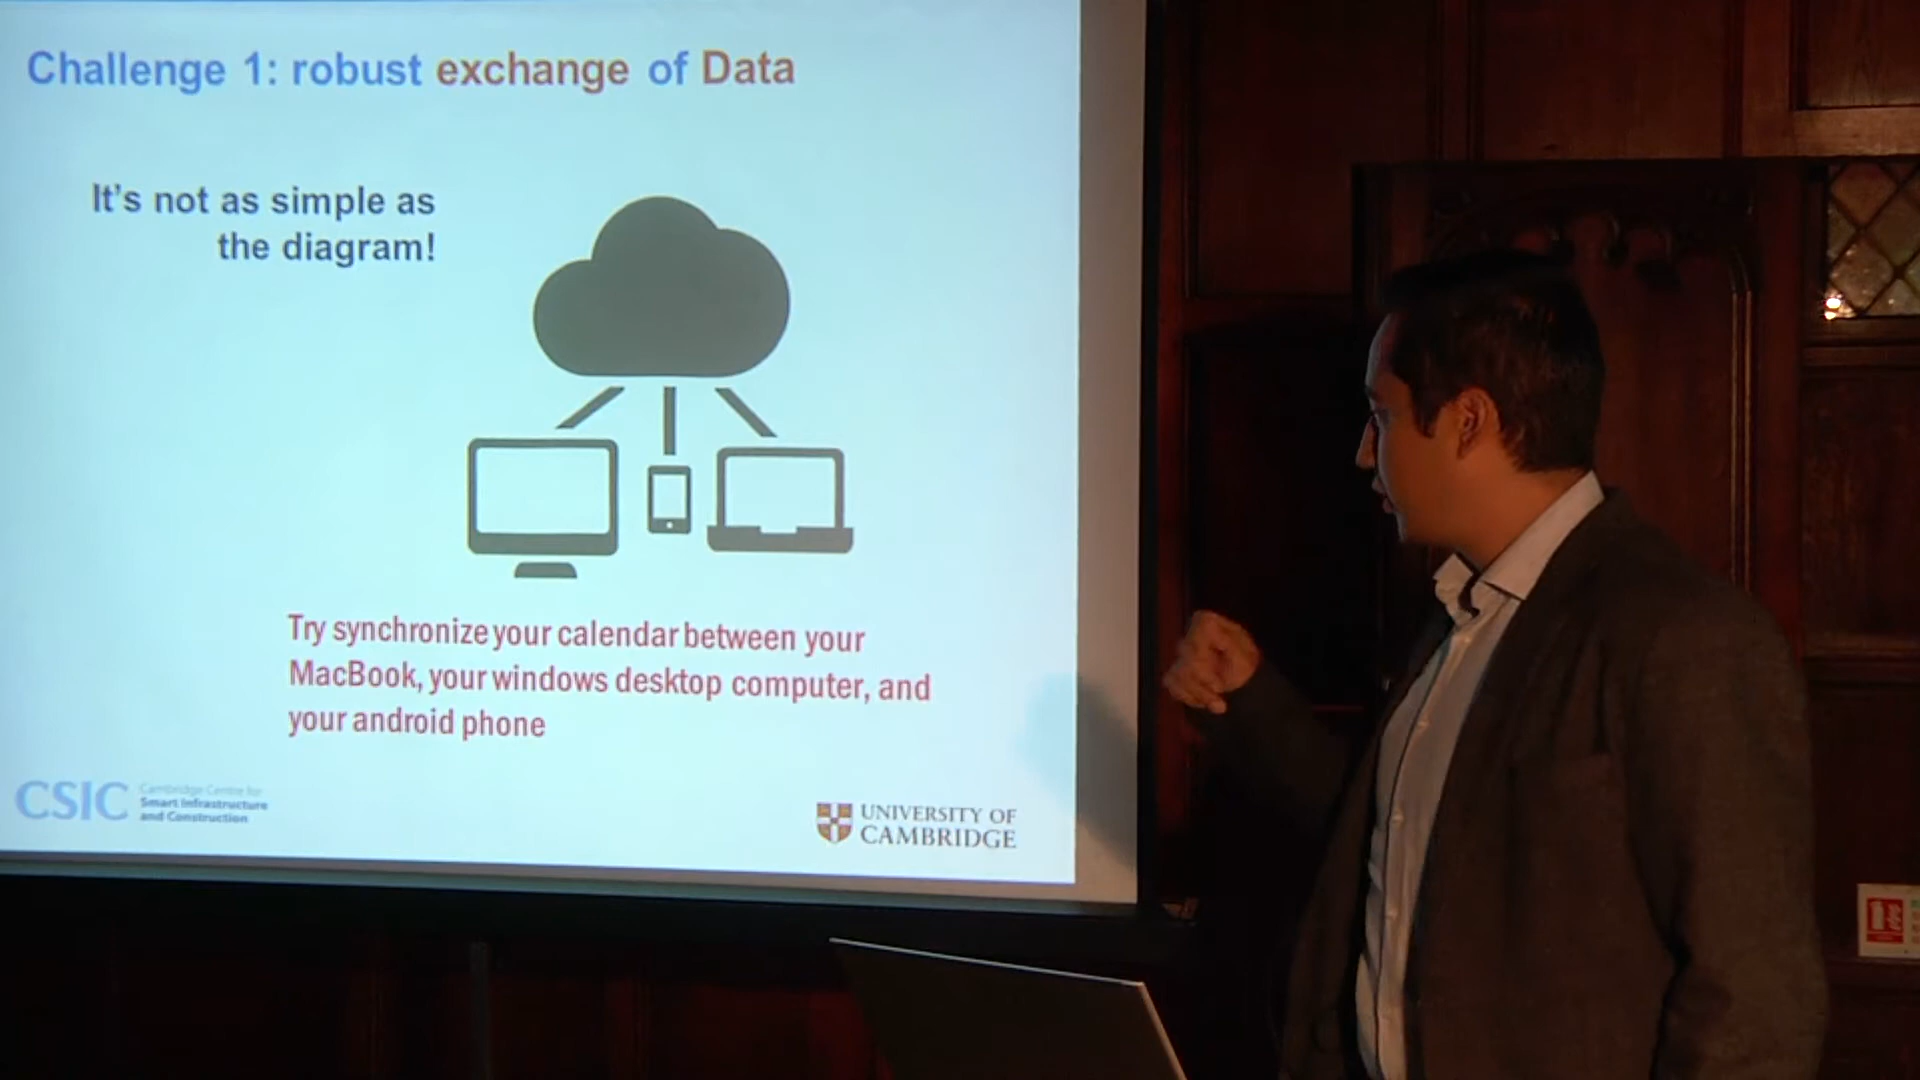 Challenge 1: robust exchange of Data
It's not as simple as
the diagram!
Try synchronize your calendar between your
MacBook, your windows desktop computer, and
your android phone
CSIC
Cambridge Centre for
Smart Infrastructure
and Construction
UNIVERSITY OF
CAMBRIDGE